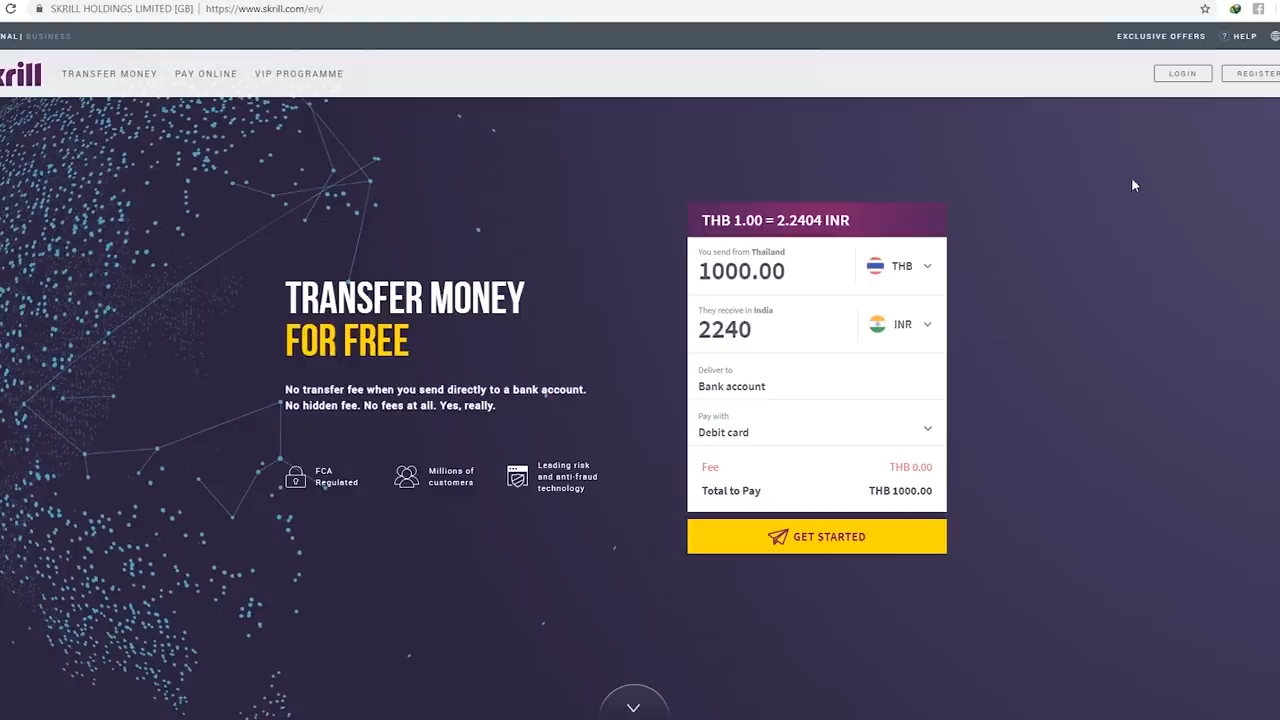 SKRILL HOLDINGS LIMITED [GB] | https://www.skrill.com/en/
NAL | BUSINESS
EXCLUSIVE OFFERS ? HELP
krill TRANSFER MONEY PAY ONLINE VIP PROGRAMME
LOGIN REGISTER
THB 1.00 = 2.2404 INR
You send from Thailand
1000.00 THB
They receive in India
2240 INR
Deliver to
Bank account
Pay with
Debit card
Fee THB 0.00
Total to Pay THB 1000.00
GET STARTED
TRANSFER MONEY
FOR FREE
No transfer fee when you send directly to a bank account.
No hidden fee. No fees at all. Yes, really.
FCA
Regulated
Millions of
customers
Leading risk
and anti-fraud
technology